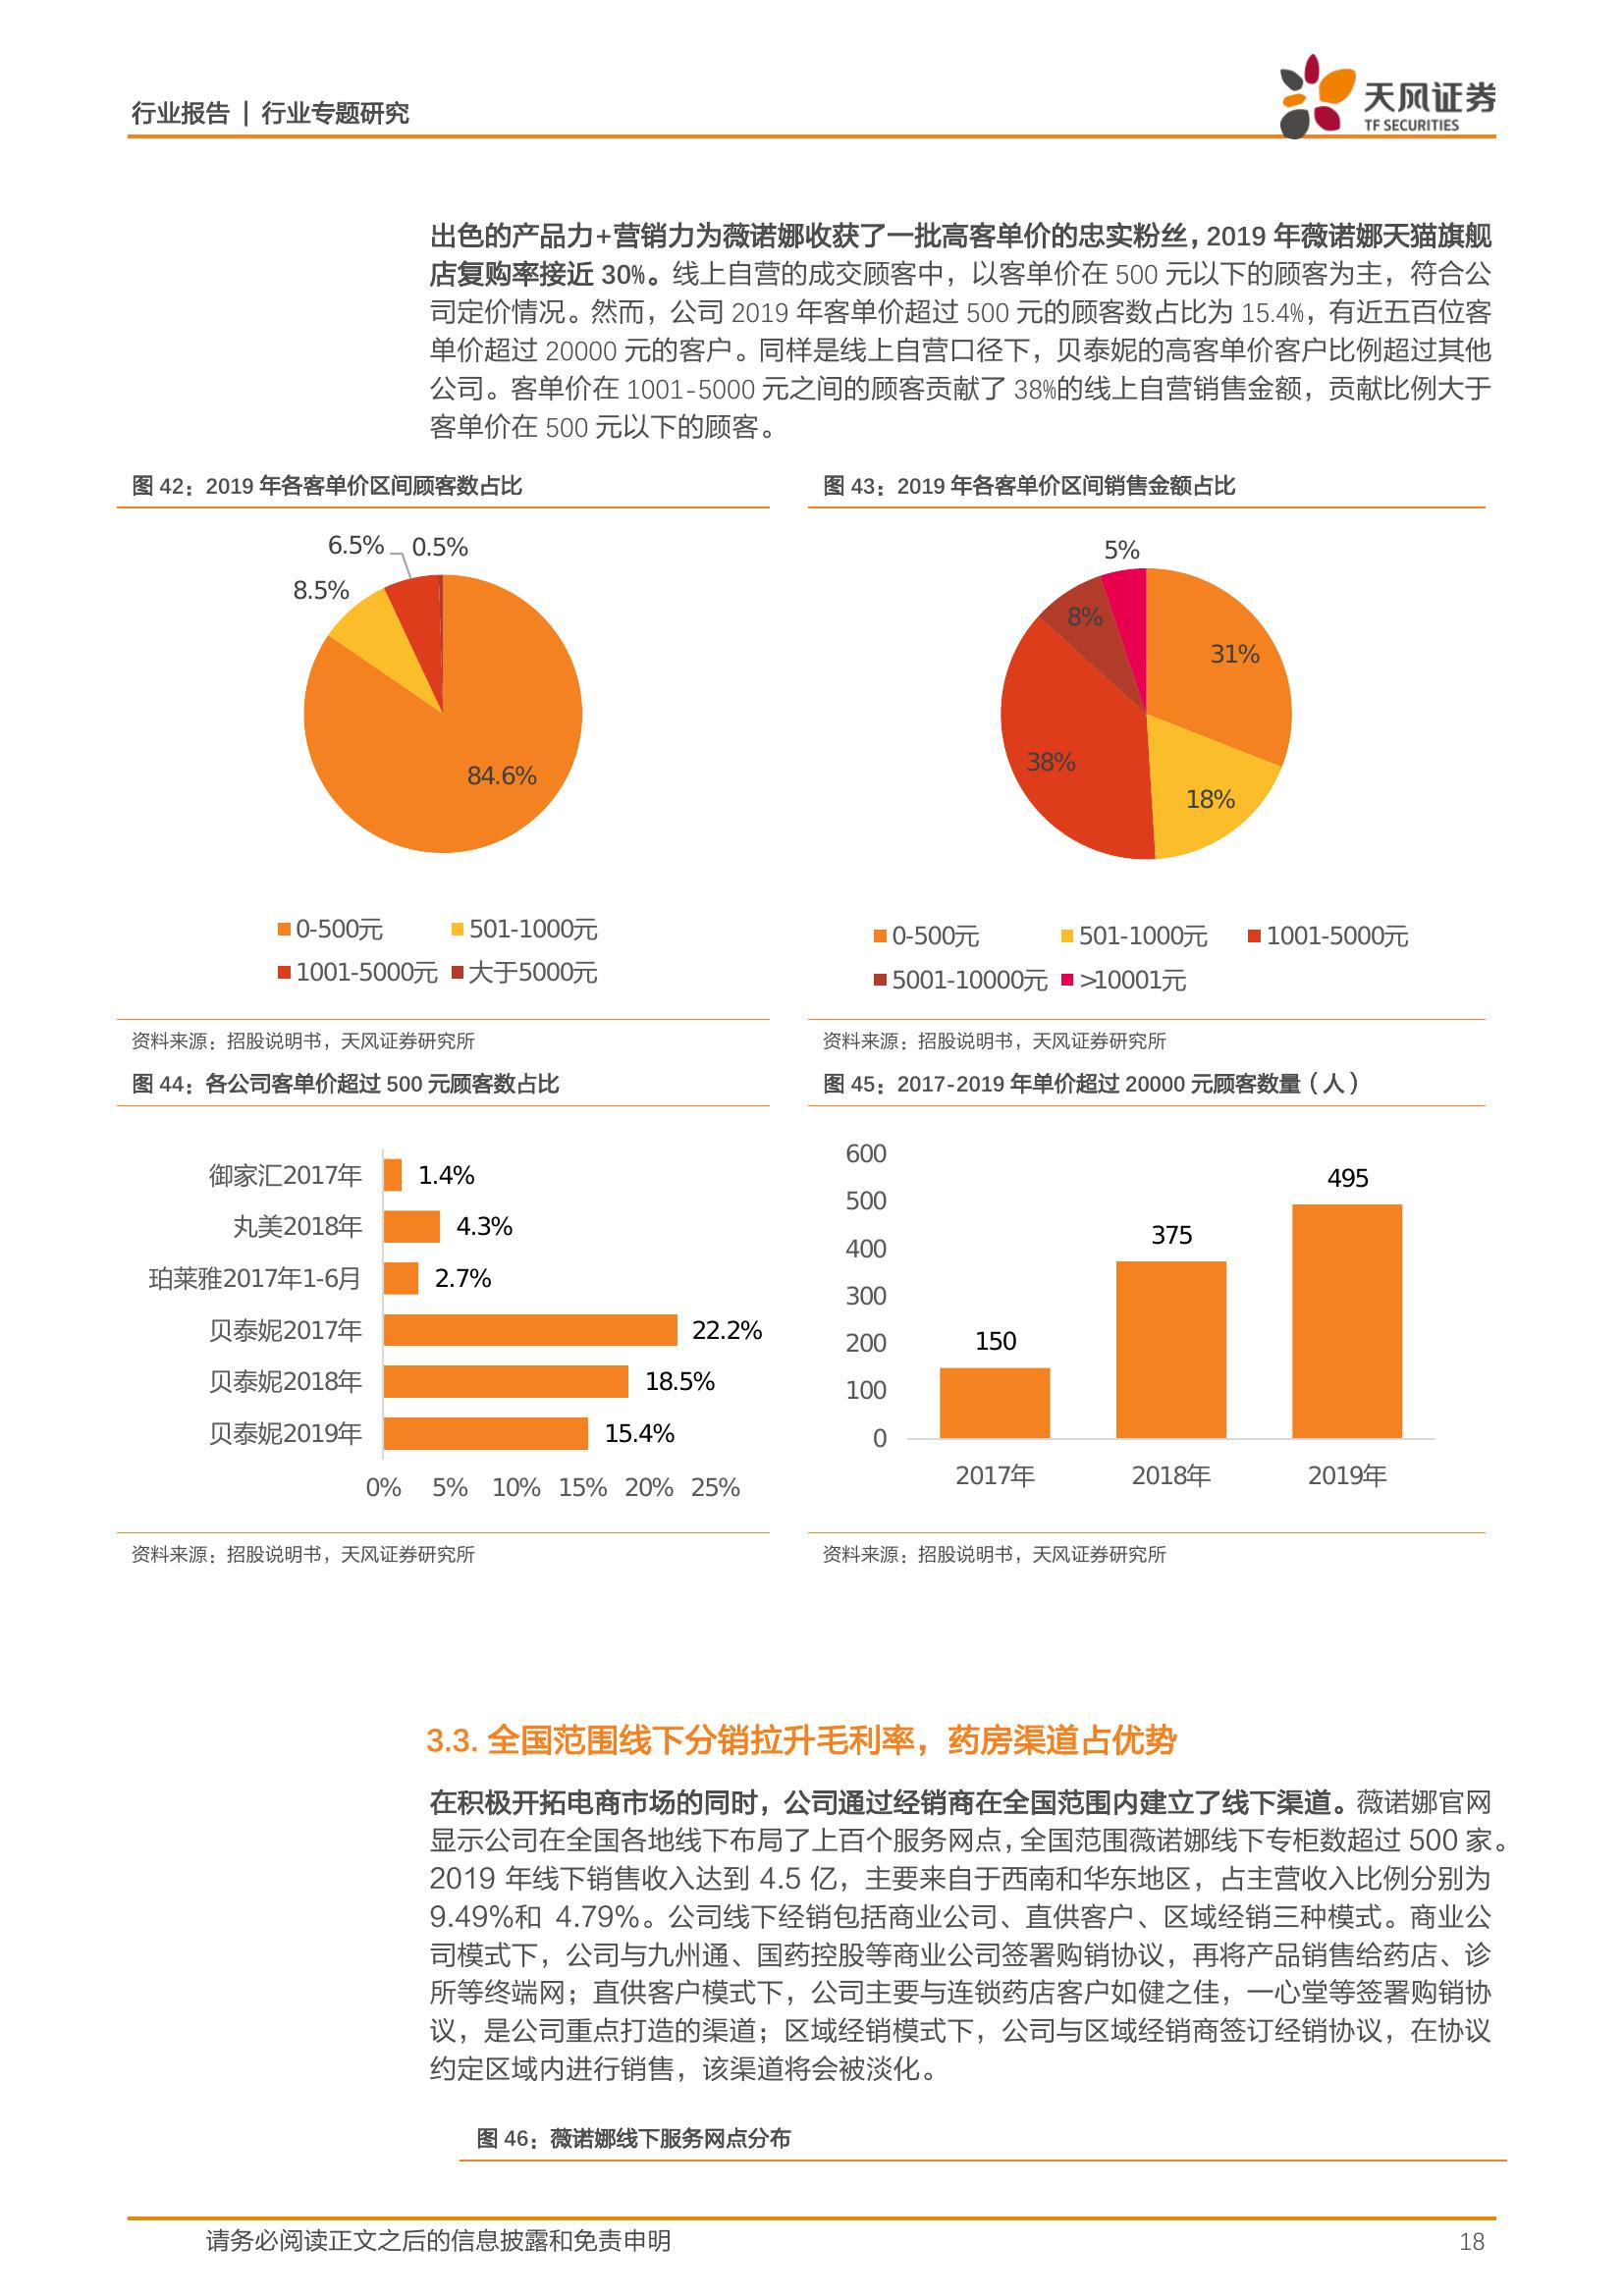 行业报告 | 行业专题研究
天风证券
TF SECURITIES
出色的产品力+营销力为薇诺娜收获了一批高客单价的忠实粉丝，2019 年薇诺娜天猫旗舰
店复购率接近 30%。线上自营的成交顾客中，以客单价在 500 元以下的顾客为主，符合公
司定价情况。然而，公司 2019 年客单价超过 500 元的顾客数占比为 15.4%，有近五百位客
单价超过 20000 元的客户。同样是线上自营口径下，贝泰妮的高客单价客户比例超过其他
公司。客单价在 1001-5000 元之间的顾客贡献了 38%的线上自营销售金额，贡献比例大于
客单价在 500 元以下的顾客。
图 42：2019 年各客单价区间顾客数占比
6.5%
0.5%
8.5%
84.6%
0-500元
501-1000元
1001-5000元
大于5000元
资料来源：招股说明书，天风证券研究所
图 43：2019 年各客单价区间销售金额占比
5%
8%
31%
38%
18%
0-500元
501-1000元
1001-5000元
5001-10000元
>10001元
资料来源：招股说明书，天风证券研究所
图 44：各公司客单价超过 500 元顾客数占比
御家汇2017年 1.4%
丸美2018年 4.3%
珀莱雅2017年1-6月 2.7%
贝泰妮2017年 22.2%
贝泰妮2018年 18.5%
贝泰妮2019年 15.4%
0% 5% 10% 15% 20% 25%
资料来源：招股说明书，天风证券研究所
图 45：2017-2019 年单价超过 20000 元顾客数量（人）
600
500
400
300
200
100
0
150
375
495
2017年 2018年 2019年
资料来源：招股说明书，天风证券研究所
3.3. 全国范围线下分销拉升毛利率，药房渠道占优势
在积极开拓电商市场的同时，公司通过经销商在全国范围内建立了线下渠道。薇诺娜官网
显示公司在全国各地线下布局了上百个服务网点，全国范围薇诺娜线下专柜数超过 500 家。
2019 年线下销售收入达到 4.5 亿，主要来自于西南和华东地区，占主营收入比例分别为
9.49%和 4.79%。公司线下经销包括商业公司、直供客户、区域经销三种模式。商业公
司模式下，公司与九州通、国药控股等商业公司签署购销协议，再将产品销售给药店、诊
所等终端网；直供客户模式下，公司主要与连锁药店客户如健之佳，一心堂等签署购销协
议，是公司重点打造的渠道；区域经销模式下，公司与区域经销商签订经销协议，在协议
约定区域内进行销售，该渠道将会被淡化。
图 46：薇诺娜线下服务网点分布
请务必阅读正文之后的信息披露和免责申明
18